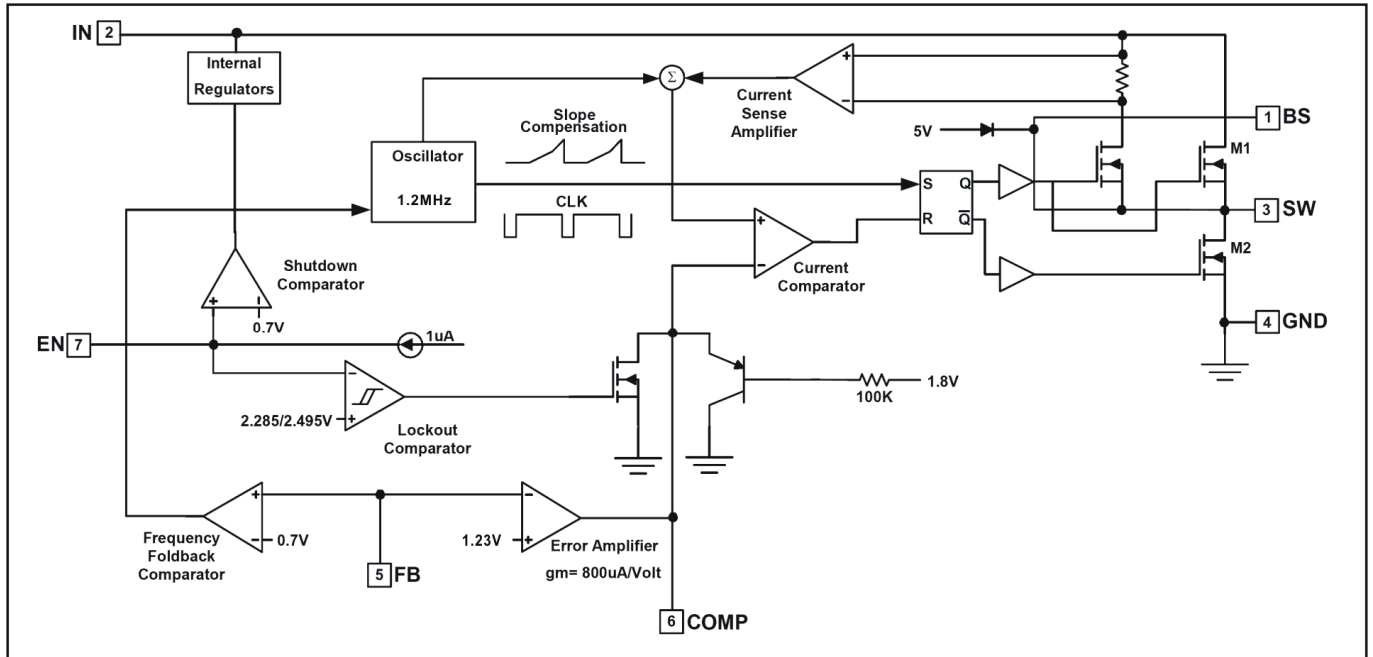 IN 2
Internal
Regulators
Σ
+
−
Current
Sense
Amplifier
Slope
Compensation
5V
1 BS
Oscillator
1.2MHz
M1
S Q
R Q̅
CLK
3 SW
+
−
Current
Comparator
M2
Shutdown
Comparator
+ −
0.7V
4 GND
EN 7
1uA
−
2.285/2.495V +
Lockout
Comparator
100K
1.8V
+
− 0.7V
Frequency
Foldback
Comparator
−
1.23V +
Error Amplifier
gm= 800uA/Volt
5 FB
6 COMP